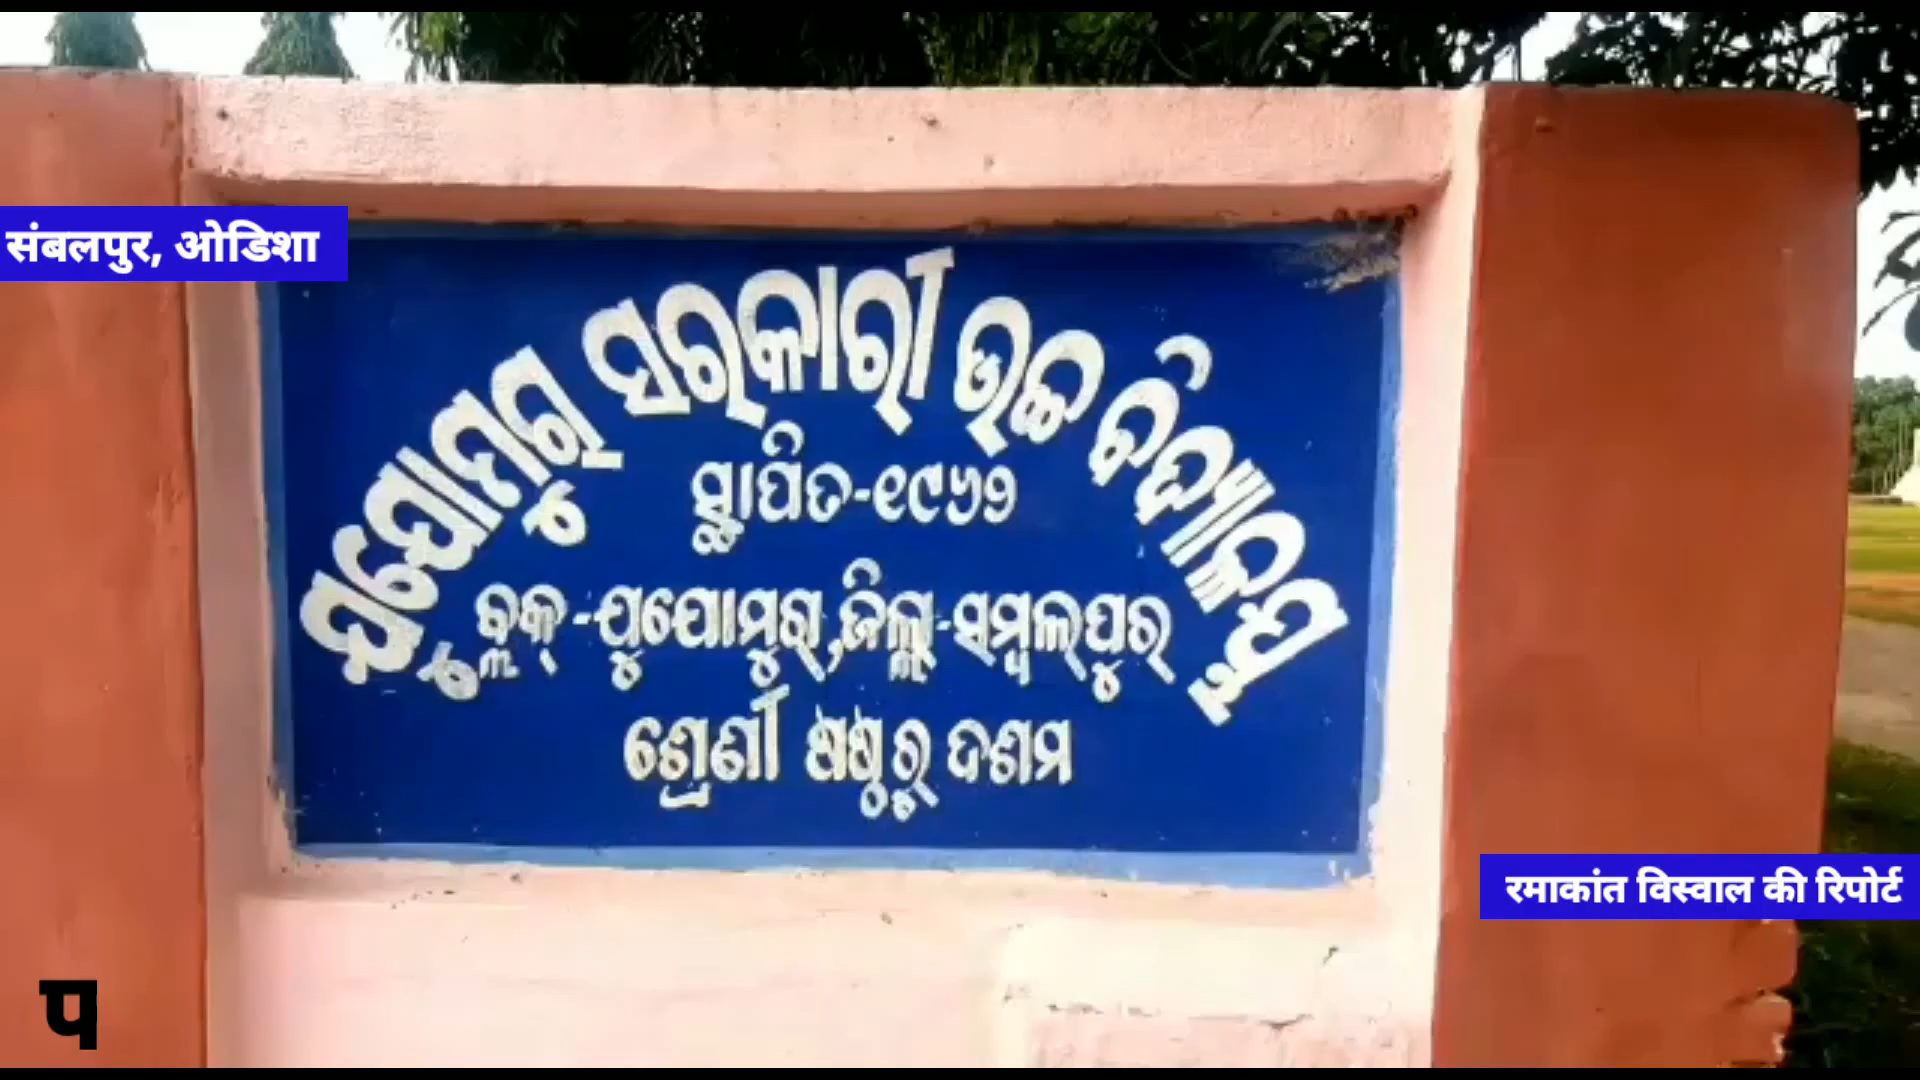 संबलपुर, ओडिशा
ଯୁଯୋମୁରା ସରକାରୀ ଉଚ୍ଚ ବିଦ୍ୟାଳୟ
ସ୍ଥାପିତ-୧୯୬୨
ବ୍ଲକ୍-ଯୁଯୋମୁରା,ଜିଲ୍ଲା-ସମ୍ବଲପୁର
ଶ୍ରେଣୀ ଷଷ୍ଠରୁ ଦଶମ
रमाकांत विस्वाल की रिपोर्ट
प